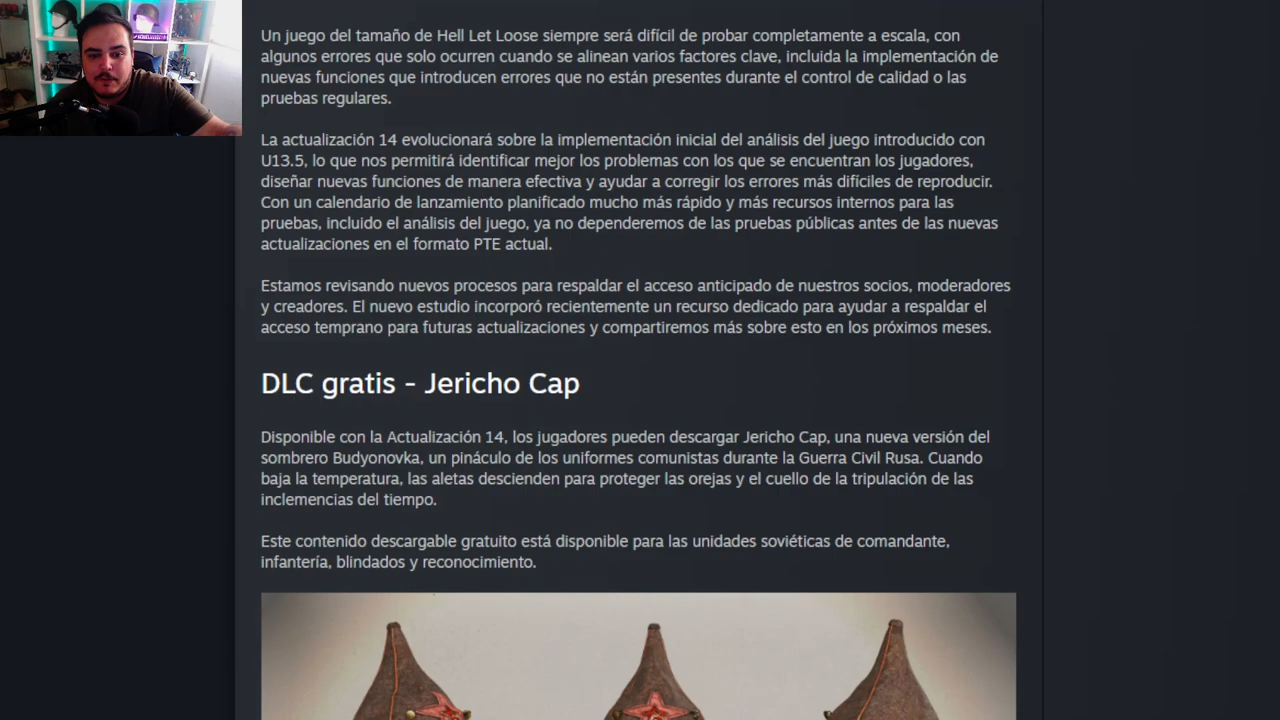 Un juego del tamaño de Hell Let Loose siempre será difícil de probar completamente a escala, con
algunos errores que solo ocurren cuando se alinean varios factores clave, incluida la implementación de
nuevas funciones que introducen errores que no están presentes durante el control de calidad o las
pruebas regulares.
La actualización 14 evolucionará sobre la implementación inicial del análisis del juego introducido con
U13.5, lo que nos permitirá identificar mejor los problemas con los que se encuentran los jugadores,
diseñar nuevas funciones de manera efectiva y ayudar a corregir los errores más difíciles de reproducir.
Con un calendario de lanzamiento planificado mucho más rápido y más recursos internos para las
pruebas, incluido el análisis del juego, ya no dependeremos de las pruebas públicas antes de las nuevas
actualizaciones en el formato PTE actual.
Estamos revisando nuevos procesos para respaldar el acceso anticipado de nuestros socios, moderadores
y creadores. El nuevo estudio incorporó recientemente un recurso dedicado para ayudar a respaldar el
acceso temprano para futuras actualizaciones y compartiremos más sobre esto en los próximos meses.
DLC gratis - Jericho Cap
Disponible con la Actualización 14, los jugadores pueden descargar Jericho Cap, una nueva versión del
sombrero Budyonovka, un pináculo de los uniformes comunistas durante la Guerra Civil Rusa. Cuando
baja la temperatura, las aletas descienden para proteger las orejas y el cuello de la tripulación de las
inclemencias del tiempo.
Este contenido descargable gratuito está disponible para las unidades soviéticas de comandante,
infantería, blindados y reconocimiento.